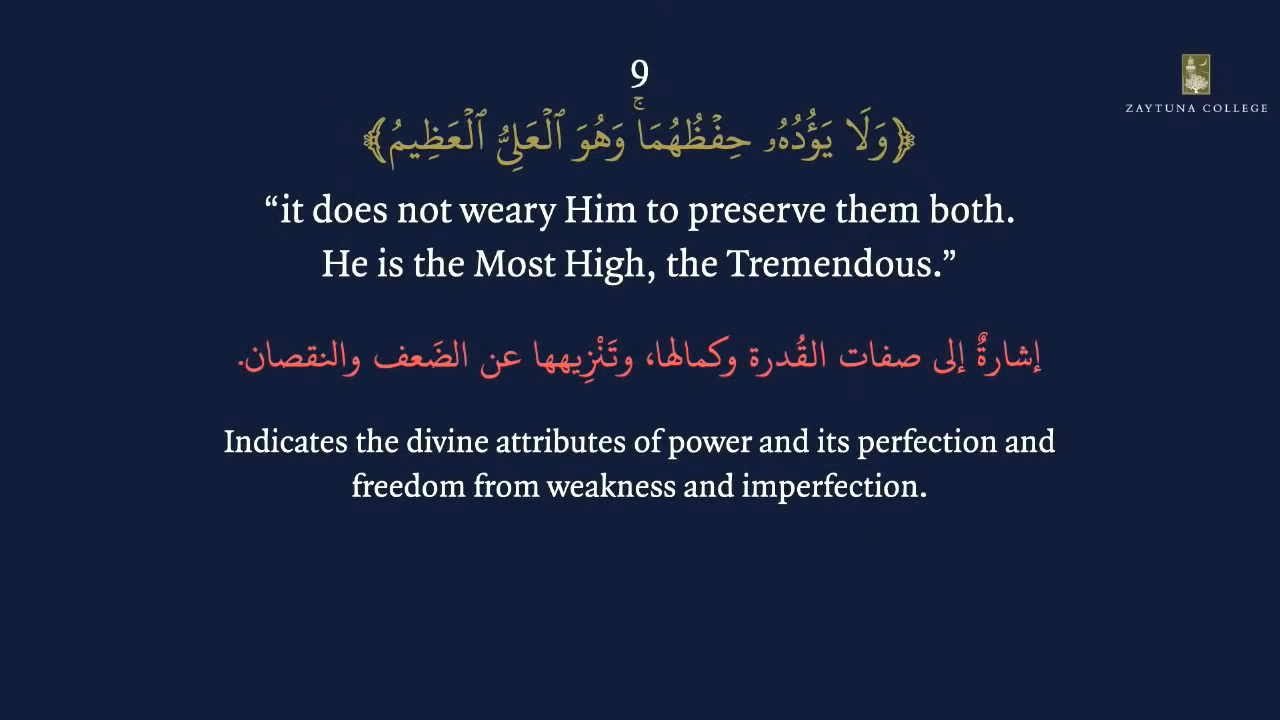 9
ZAYTUNA COLLEGE
﴿وَلَا يَـُٔودُهُۥ حِفْظُهُمَا ۚ وَهُوَ ٱلْعَلِىُّ ٱلْعَظِيمُ﴾
“it does not weary Him to preserve them both.
He is the Most High, the Tremendous.”
إشارةٌ إلى صفات القُدرة وكمالها، وتَنْزِيهها عن الضَعف والنقصان.
Indicates the divine attributes of power and its perfection and
freedom from weakness and imperfection.